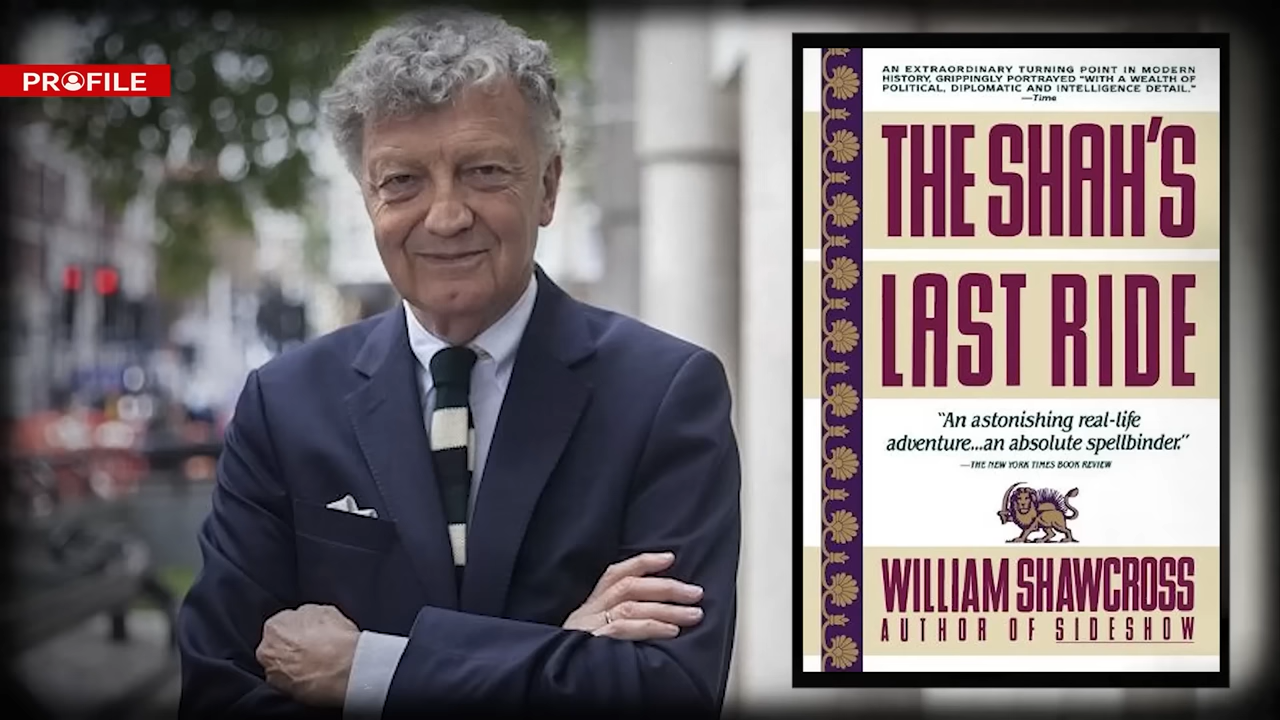 PROFILE
AN EXTRAORDINARY TURNING POINT IN MODERN
HISTORY, GRIPPINGLY PORTRAYED "WITH A WEALTH OF
POLITICAL, DIPLOMATIC AND INTELLIGENCE DETAIL."
—Time
THE SHAH'S
LAST RIDE
"An astonishing real-life
adventure...an absolute spellbinder."
—THE NEW YORK TIMES BOOK REVIEW
WILLIAM SHAWCROSS
AUTHOR OF SIDESHOW